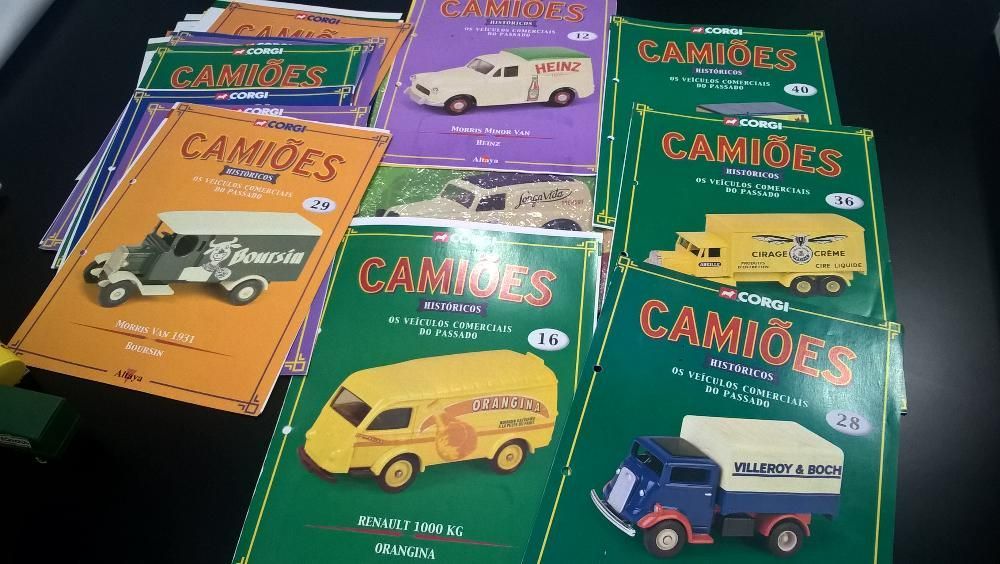 CORGI
CAMIÕES
CORGI
CAMIÕES
CORGI
CORGI
CAMIÕES
HISTÓRICOS
OS VEÍCULOS COMERCIAIS
DO PASSADO
29
Boursin
MORRIS VAN 1931
BOURSIN
Altaya
CAMIÕES
HISTÓRICOS
OS VEÍCULOS COMERCIAIS
DO PASSADO
12
HEINZ
MORRIS MINOR VAN
HEINZ
Altaya
CORGI
CAMIÕES
HISTÓRICOS
OS VEÍCULOS COMERCIAIS
DO PASSADO
40
CORGI
CAMIÕES
HISTÓRICOS
OS VEÍCULOS COMERCIAIS
DO PASSADO
36
ABEILLE
CIRAGE CRÈME
PRODUITS
D'ENTRETIEN
CIRE LIQUIDE
CORGI
CAMIÕES
HISTÓRICOS
OS VEÍCULOS COMERCIAIS
DO PASSADO
16
ORANGINA
RENAULT 1000 KG
ORANGINA
CORGI
CAMIÕES
HISTÓRICOS
OS VEÍCULOS COMERCIAIS
DO PASSADO
28
VILLEROY & BOCH